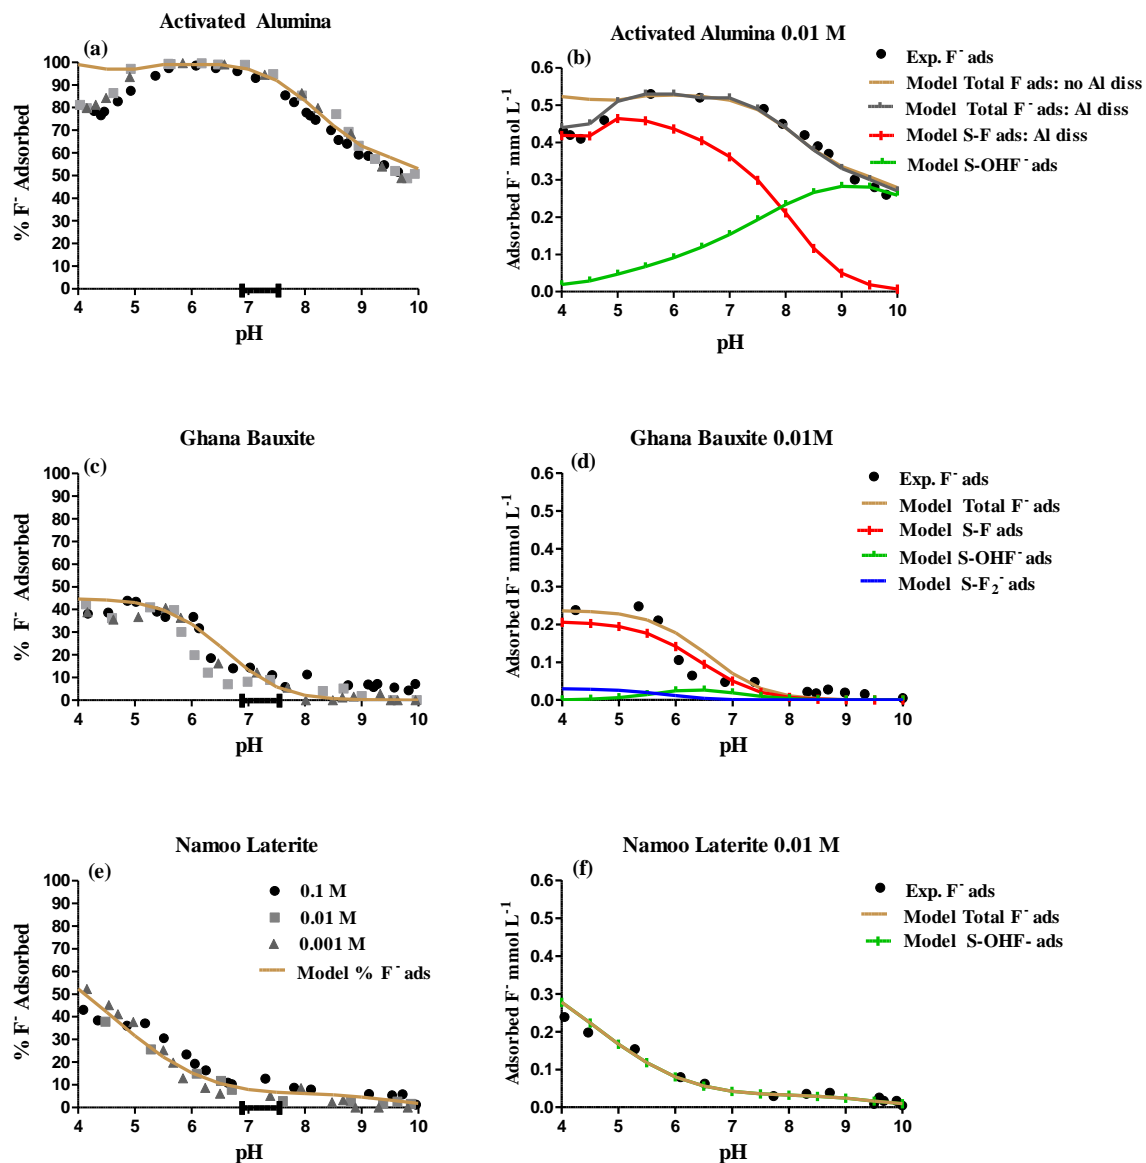 Activated Alumina
(a)
% F⁻ Adsorbed
100
90
80
70
60
50
40
30
20
10
0
4 5 6 7 8 9 10
pH
Activated Alumina 0.01 M
(b)
Adsorbed F⁻ mmol L⁻¹
0.6
0.5
0.4
0.3
0.2
0.1
0.0
4 5 6 7 8 9 10
pH
Exp. F⁻ ads
Model Total F ads: no Al diss
Model Total F⁻ ads: Al diss
Model S-F ads: Al diss
Model S-OHF⁻ ads
Ghana Bauxite
(c)
% F⁻ Adsorbed
100
90
80
70
60
50
40
30
20
10
0
4 5 6 7 8 9 10
pH
Ghana Bauxite 0.01M
(d)
Adsorbed F⁻ mmol L⁻¹
0.6
0.5
0.4
0.3
0.2
0.1
0.0
4 5 6 7 8 9 10
pH
Exp. F⁻ ads
Model Total F⁻ ads
Model S-F ads
Model S-OHF⁻ ads
Model S-F₂⁻ ads
Namoo Laterite
(e)
% F⁻ Adsorbed
100
90
80
70
60
50
40
30
20
10
0
4 5 6 7 8 9 10
pH
0.1 M
0.01 M
0.001 M
Model % F⁻ ads
Namoo Laterite 0.01 M
(f)
Adsorbed F⁻ mmol L⁻¹
0.6
0.5
0.4
0.3
0.2
0.1
0.0
4 5 6 7 8 9 10
pH
Exp. F⁻ ads
Model Total F⁻ ads
Model S-OHF- ads